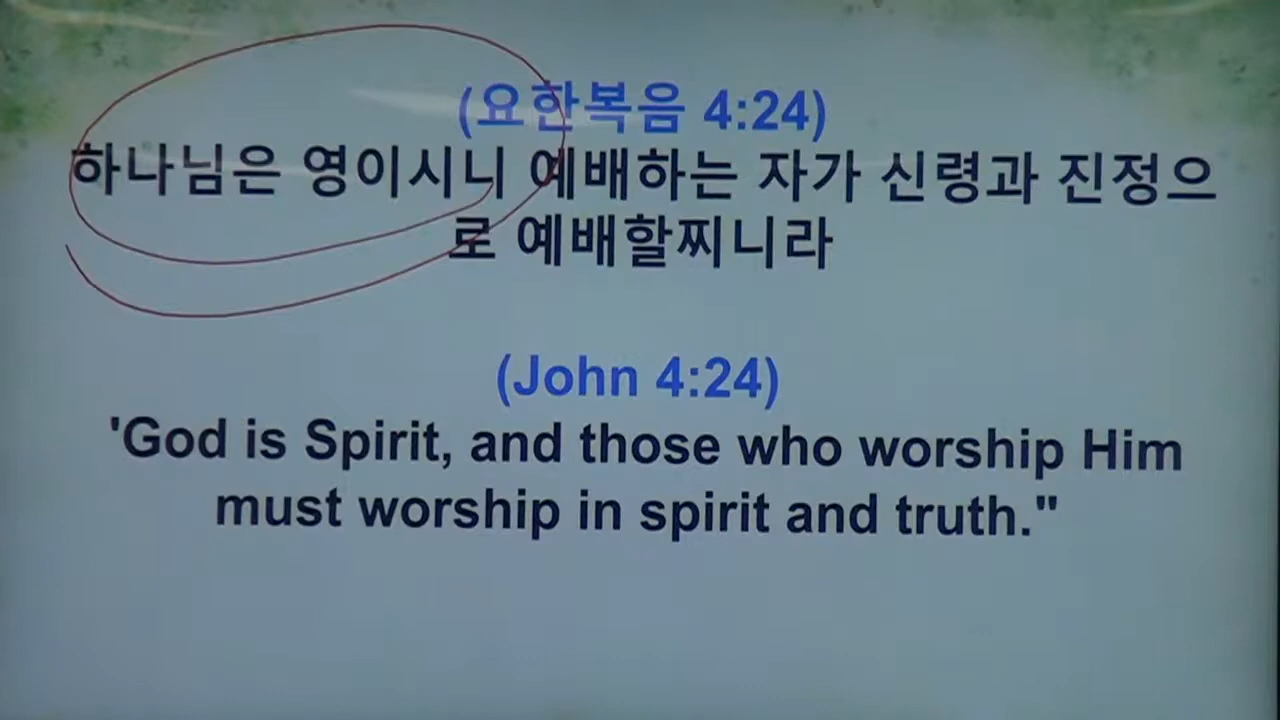 (요한복음 4:24)
하나님은 영이시니 예배하는 자가 신령과 진정으
로 예배할찌니라
(John 4:24)
'God is Spirit, and those who worship Him
must worship in spirit and truth."